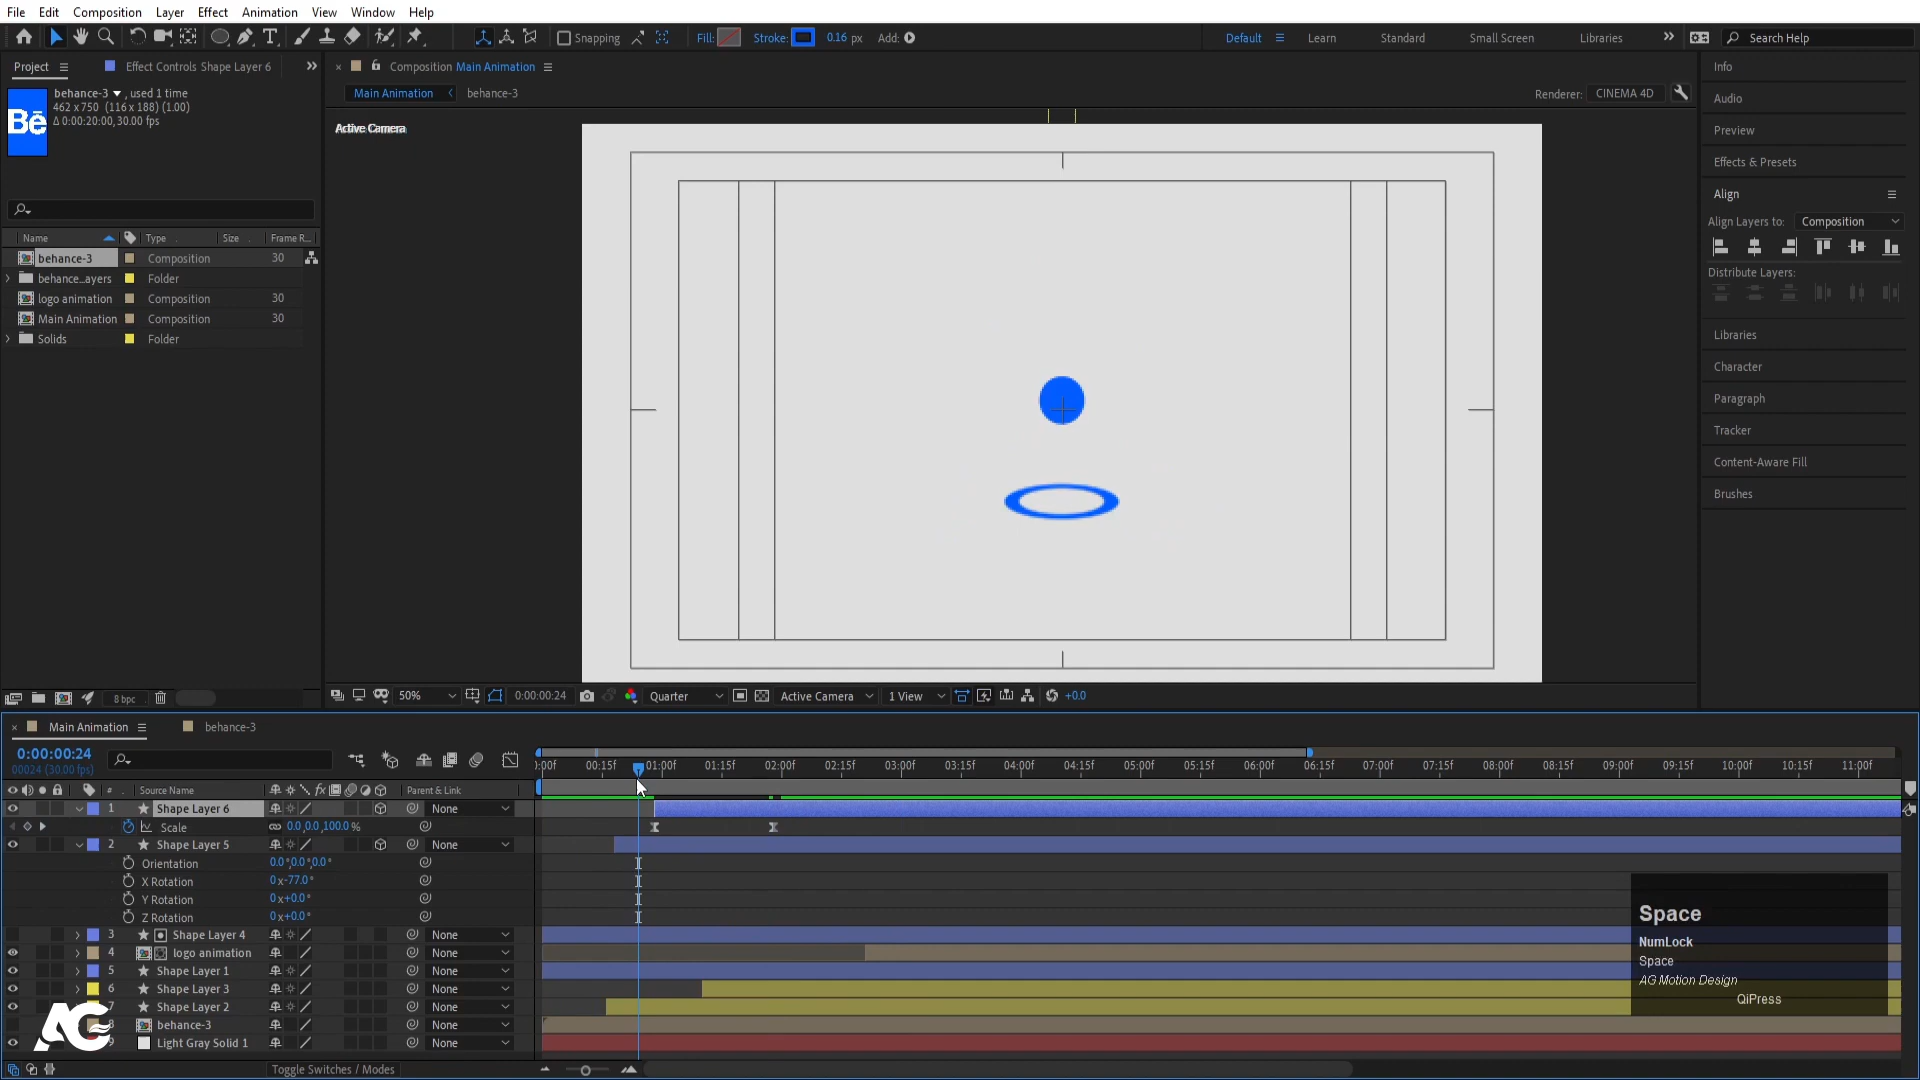 File Edit Composition Layer Effect Animation View Window Help
Snapping Fill: Stroke: 0.16 px Add: Default Learn Standard Small Screen Libraries Search Help
Project Effect Controls Shape Layer 6
Composition Main Animation
Main Animation behance-3 Renderer: CINEMA 4D
behance-3 , used 1 time
462 x 750 (116 x 188) (1.00)
Δ 0:00:20:00, 30.00 fps
Bē
Active Camera
Name Type Size Frame R...
behance-3 Composition 30
behance...ayers Folder
logo animation Composition 30
Main Animation Composition 30
Solids Folder
8 bpc
50% 0:00:00:24 Quarter Active Camera 1 View +0.0
Info
Audio
Preview
Effects & Presets
Align
Align Layers to: Composition
Distribute Layers:
Libraries
Character
Paragraph
Tracker
Content-Aware Fill
Brushes
Main Animation behance-3
0:00:00:24
00024 (30.00 fps)
:00f 00:15f 01:00f 01:15f 02:00f 02:15f 03:00f 03:15f 04:00f 04:15f 05:00f 05:15f 06:00f 06:15f 07:00f 07:15f 08:00f 08:15f 09:00f 09:15f 10:00f 10:15f 11:00f
# Source Name fx Parent & Link
1 Shape Layer 6 None
Scale 0.0,0.0,100.0 %
2 Shape Layer 5 None
Orientation 0.0°,0.0°,0.0°
X Rotation 0 x-77.0°
Y Rotation 0 x+0.0°
Z Rotation 0 x+0.0°
3 Shape Layer 4 None
4 logo animation None
5 Shape Layer 1 None
6 Shape Layer 3 None
7 Shape Layer 2 None
8 behance-3 None
9 Light Gray Solid 1 None
Toggle Switches / Modes
Space
NumLock
Space
AG Motion Design
QiPress
AG